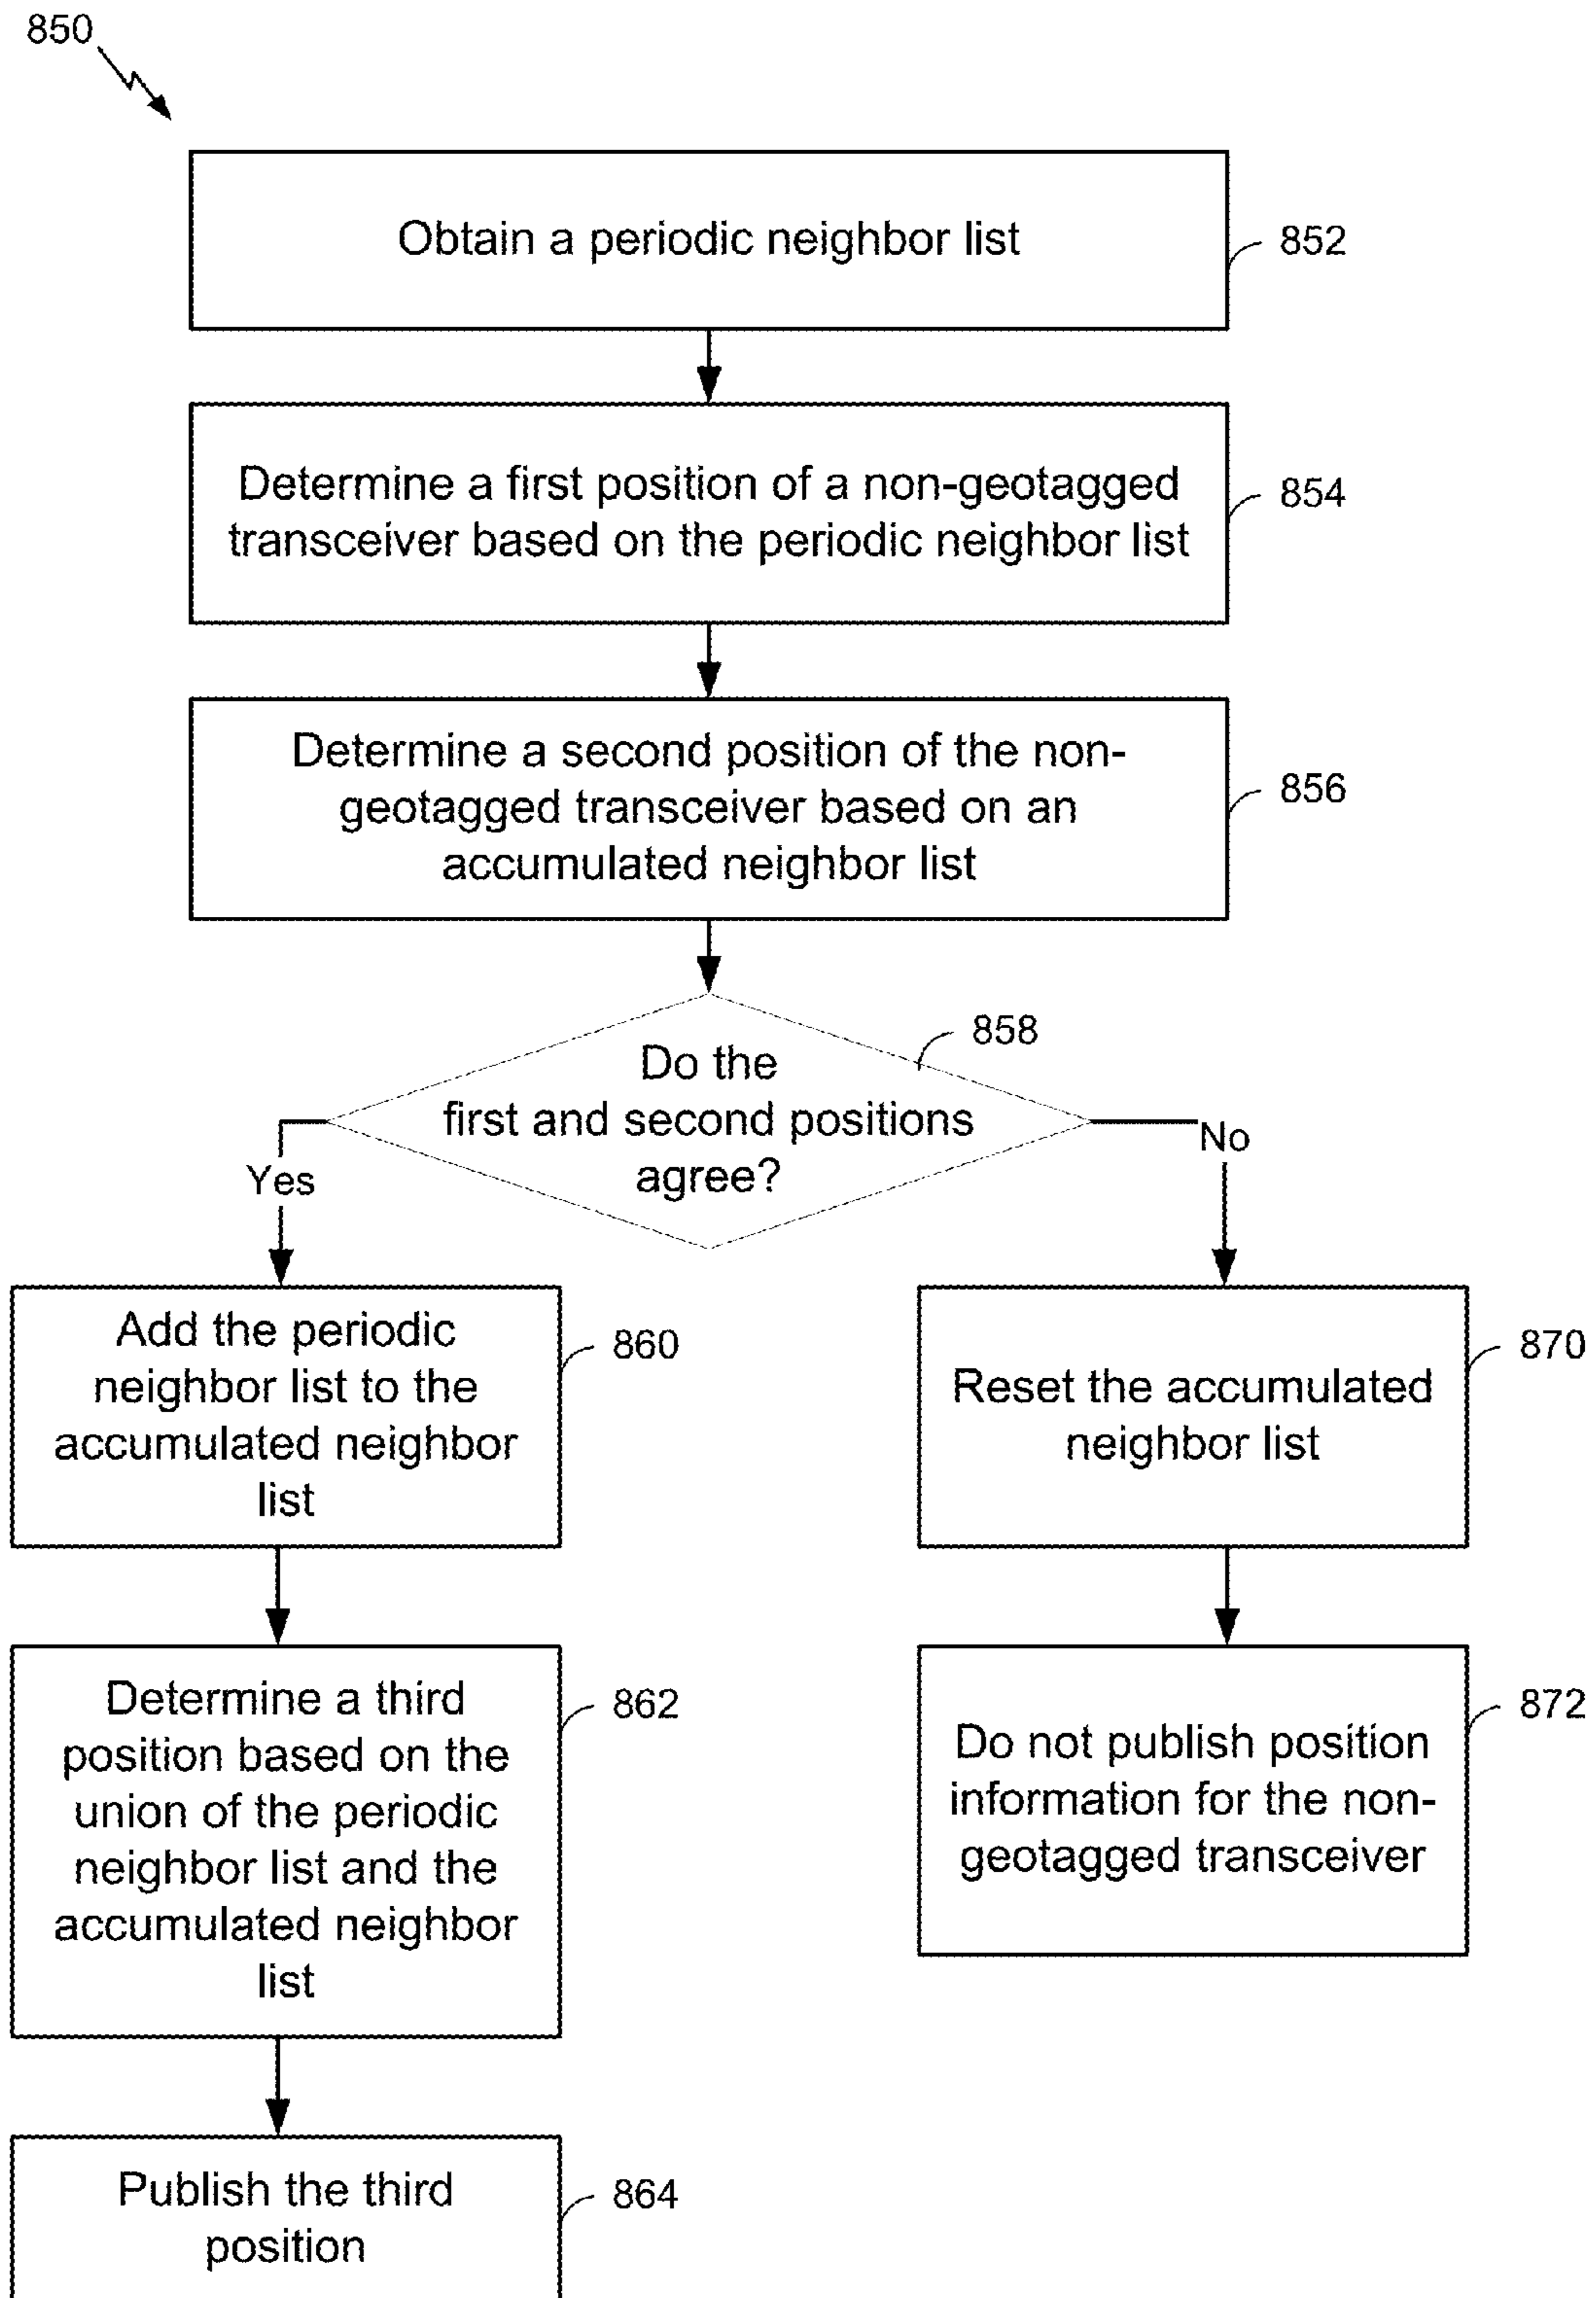 850
Obtain a periodic neighbor list
852
Determine a first position of a non-geotagged
transceiver based on the periodic neighbor list
854
Determine a second position of the non-
geotagged transceiver based on an
accumulated neighbor list
856
858
Do the
first and second positions
agree?
Yes
No
Add the periodic
neighbor list to the
accumulated neighbor
list
860
Reset the accumulated
neighbor list
870
Determine a third
position based on the
union of the periodic
neighbor list and the
accumulated neighbor
list
862
Do not publish position
information for the non-
geotagged transceiver
872
Publish the third
position
864